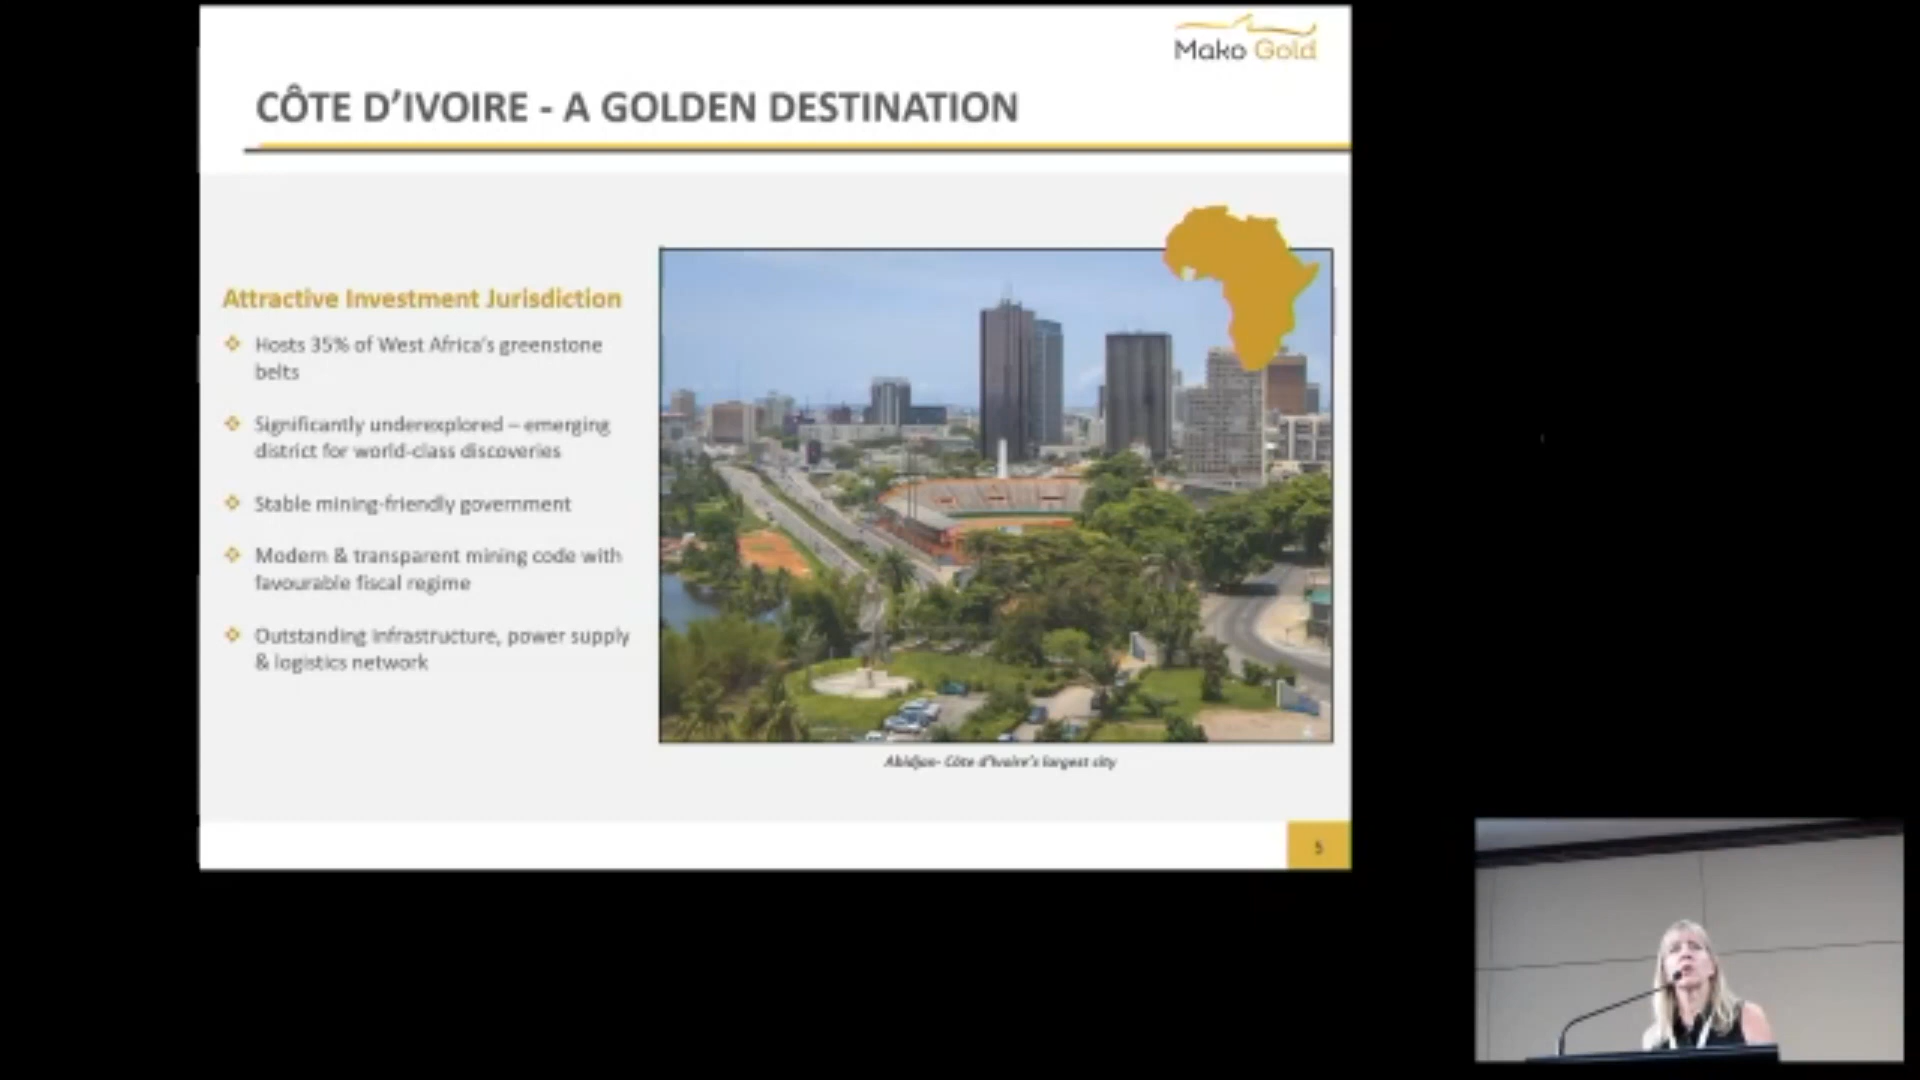 Mako Gold
CÔTE D'IVOIRE - A GOLDEN DESTINATION
Attractive Investment Jurisdiction
Hosts 35% of West Africa's greenstone
belts
Significantly underexplored – emerging
district for world-class discoveries
Stable mining-friendly government
Modern & transparent mining code with
favourable fiscal regime
Outstanding infrastructure, power supply
& logistics network
Abidjan- Côte d'Ivoire's largest city
5